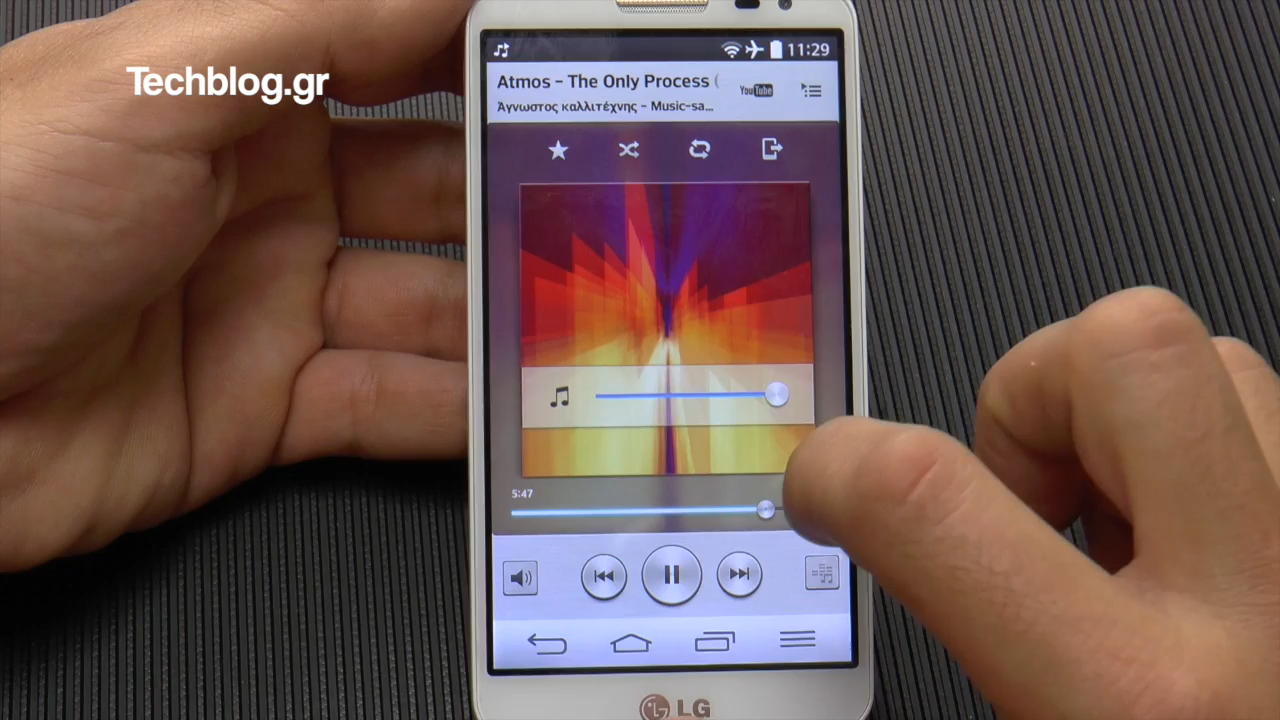 Techblog.gr
11:29
Atmos – The Only Process (
YouTube
Άγνωστος καλλιτέχνης – Music-sa...
5:47
LG